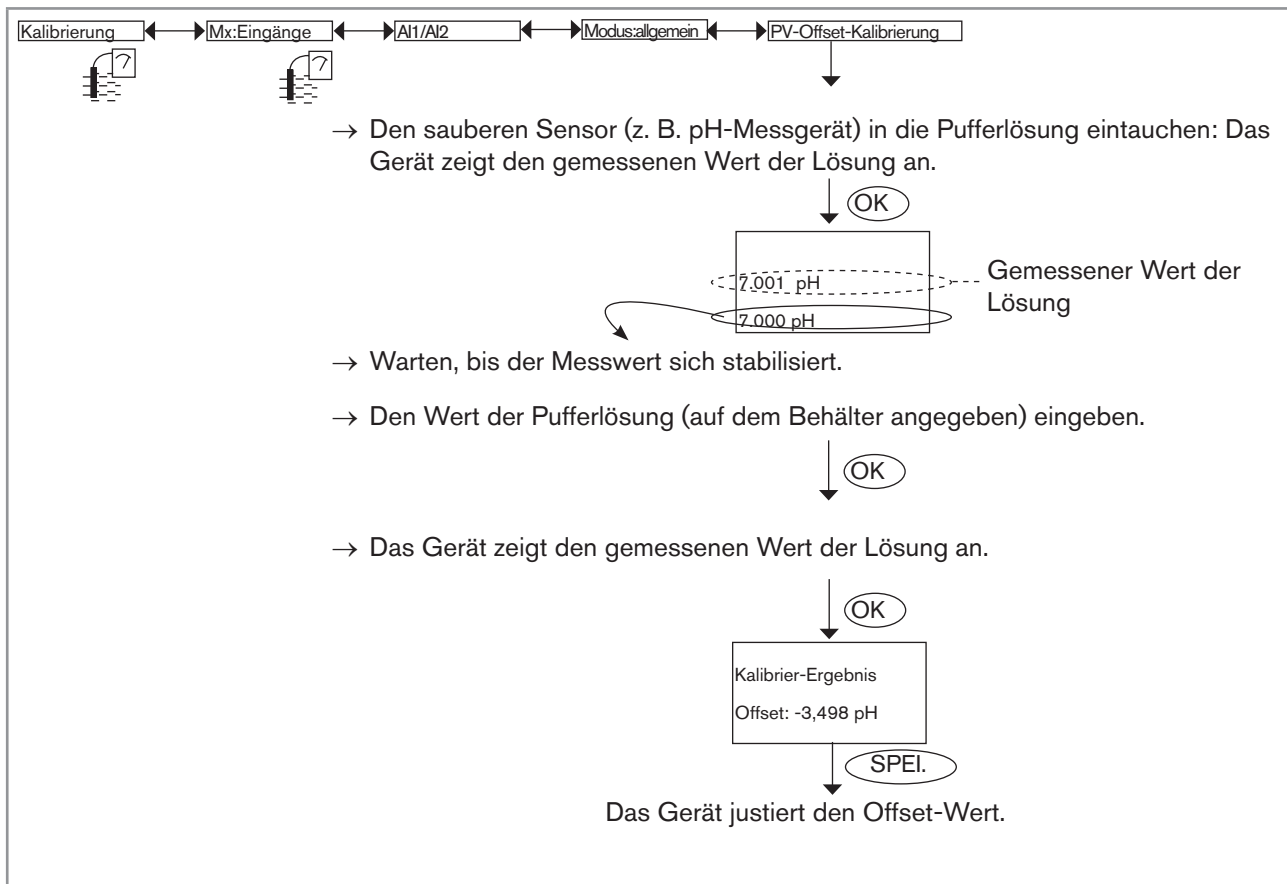 Kalibrierung Mx:Eingänge AI1/AI2 Modus:allgemein PV-Offset-Kalibrierung
→ Den sauberen Sensor (z. B. pH-Messgerät) in die Pufferlösung eintauchen: Das
Gerät zeigt den gemessenen Wert der Lösung an.
OK
7.001 pH
Gemessener Wert der
Lösung
7.000 pH
→ Warten, bis der Messwert sich stabilisiert.
→ Den Wert der Pufferlösung (auf dem Behälter angegeben) eingeben.
OK
→ Das Gerät zeigt den gemessenen Wert der Lösung an.
OK
Kalibrier-Ergebnis
Offset: -3,498 pH
SPEI.
Das Gerät justiert den Offset-Wert.